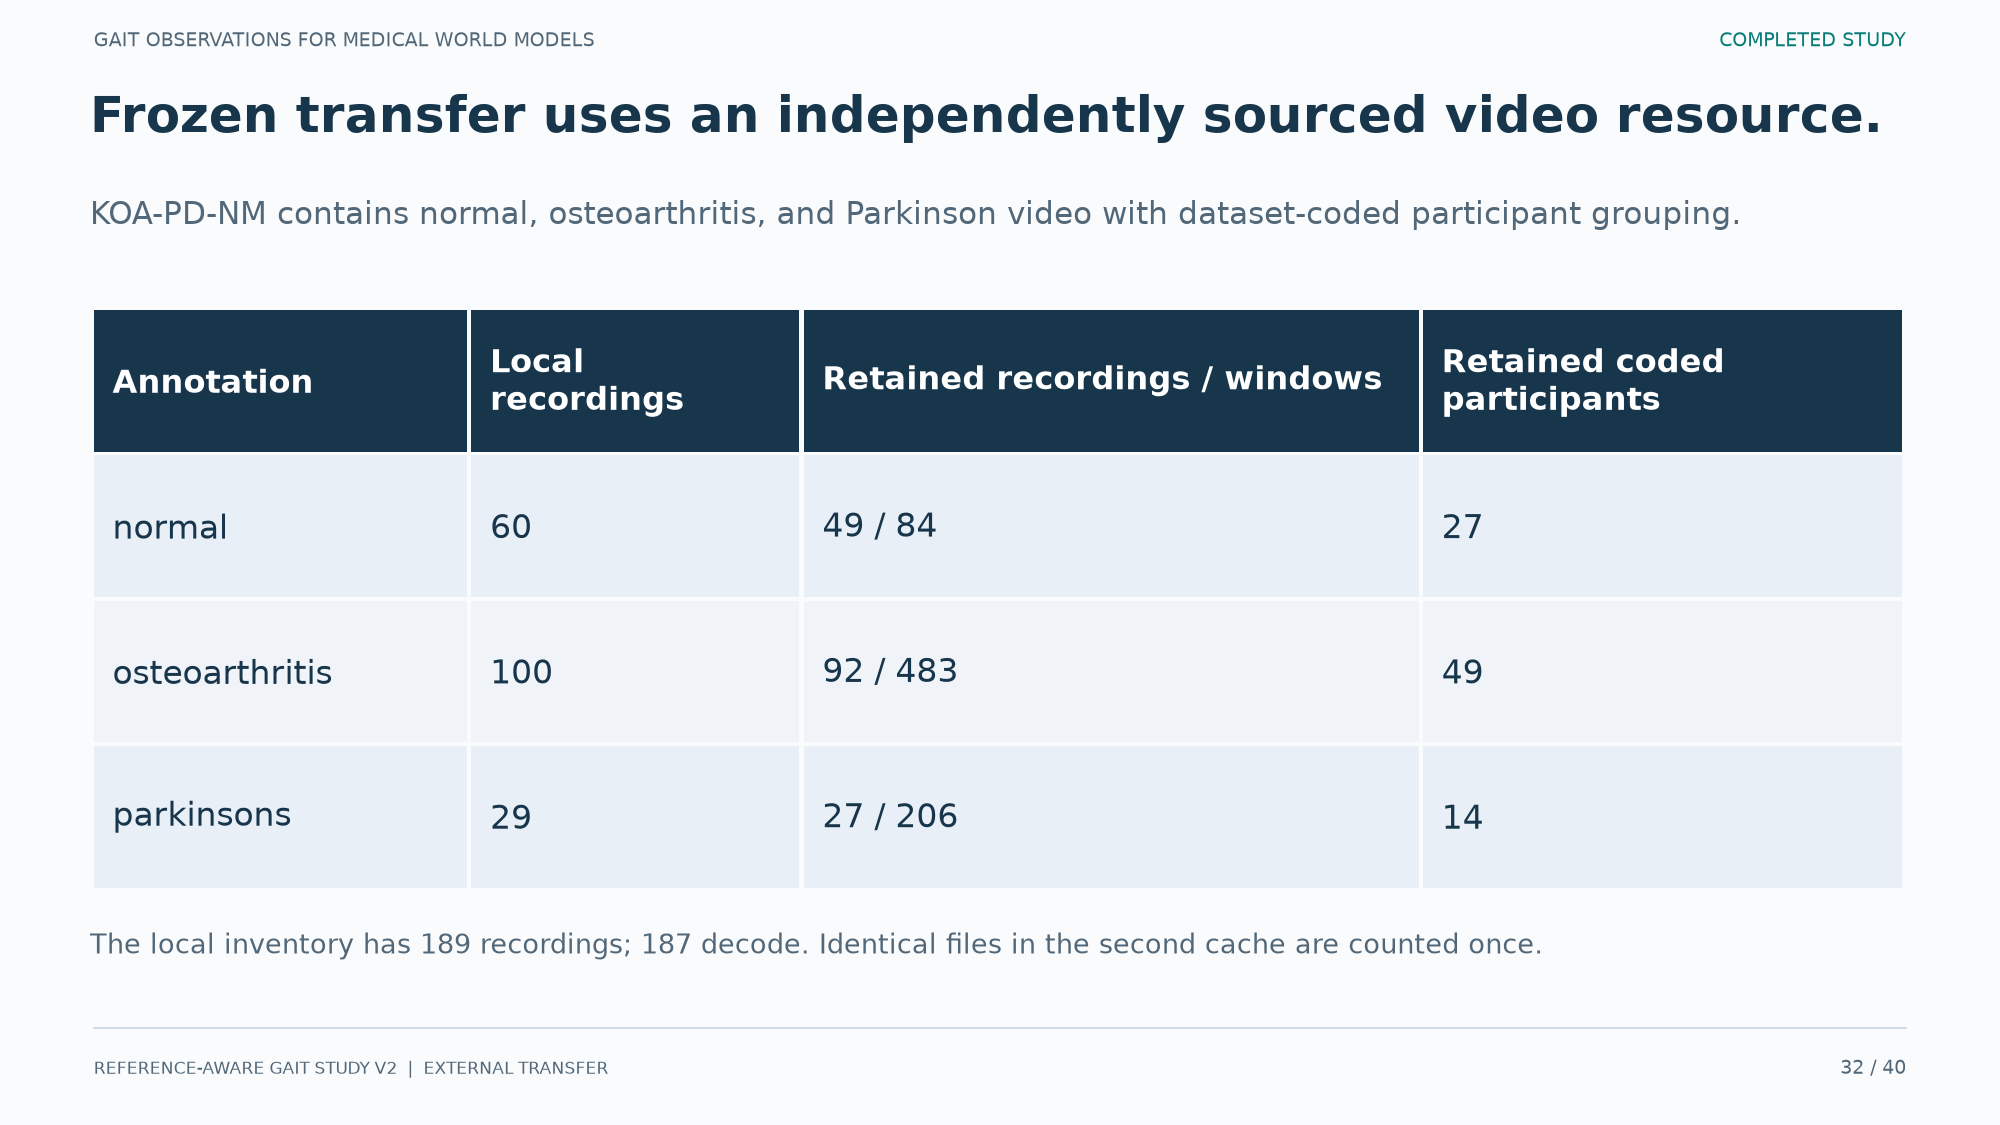 GAIT OBSERVATIONS FOR MEDICAL WORLD MODELS
COMPLETED STUDY
Frozen transfer uses an independently sourced video resource.
KOA-PD-NM contains normal, osteoarthritis, and Parkinson video with dataset-coded participant grouping.
Annotation
Local
recordings
Retained recordings / windows
Retained coded
participants
normal
60
49 / 84
27
osteoarthritis
100
92 / 483
49
parkinsons
29
27 / 206
14
The local inventory has 189 recordings; 187 decode. Identical files in the second cache are counted once.
REFERENCE-AWARE GAIT STUDY V2 | EXTERNAL TRANSFER
32 / 40